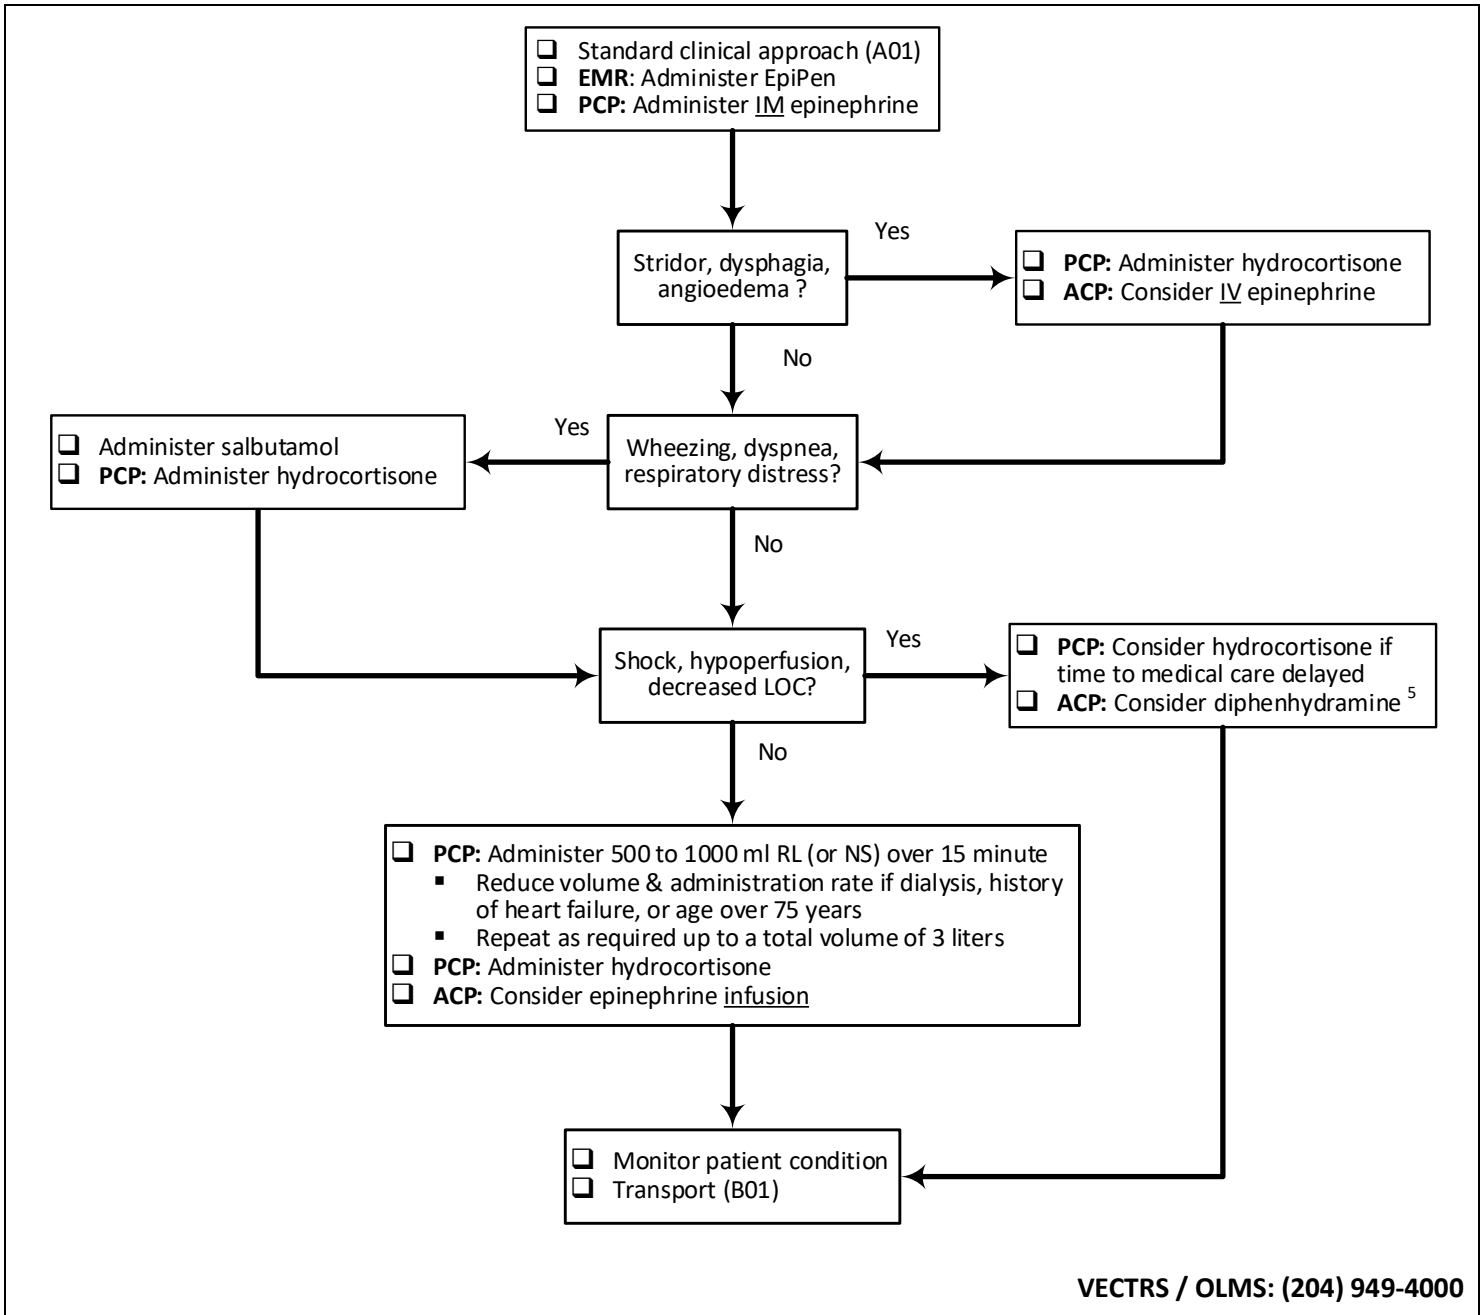 ❑ Standard clinical approach (A01)
❑ EMR: Administer EpiPen
❑ PCP: Administer IM epinephrine
Stridor, dysphagia,
angioedema ?
Yes
❑ PCP: Administer hydrocortisone
❑ ACP: Consider IV epinephrine
No
Wheezing, dyspnea,
respiratory distress?
Yes
❑ Administer salbutamol
❑ PCP: Administer hydrocortisone
No
Shock, hypoperfusion,
decreased LOC?
Yes
❑ PCP: Consider hydrocortisone if
time to medical care delayed
❑ ACP: Consider diphenhydramine 5
No
❑ PCP: Administer 500 to 1000 ml RL (or NS) over 15 minute
▪ Reduce volume & administration rate if dialysis, history
of heart failure, or age over 75 years
▪ Repeat as required up to a total volume of 3 liters
❑ PCP: Administer hydrocortisone
❑ ACP: Consider epinephrine infusion
❑ Monitor patient condition
❑ Transport (B01)
VECTRS / OLMS: (204) 949-4000